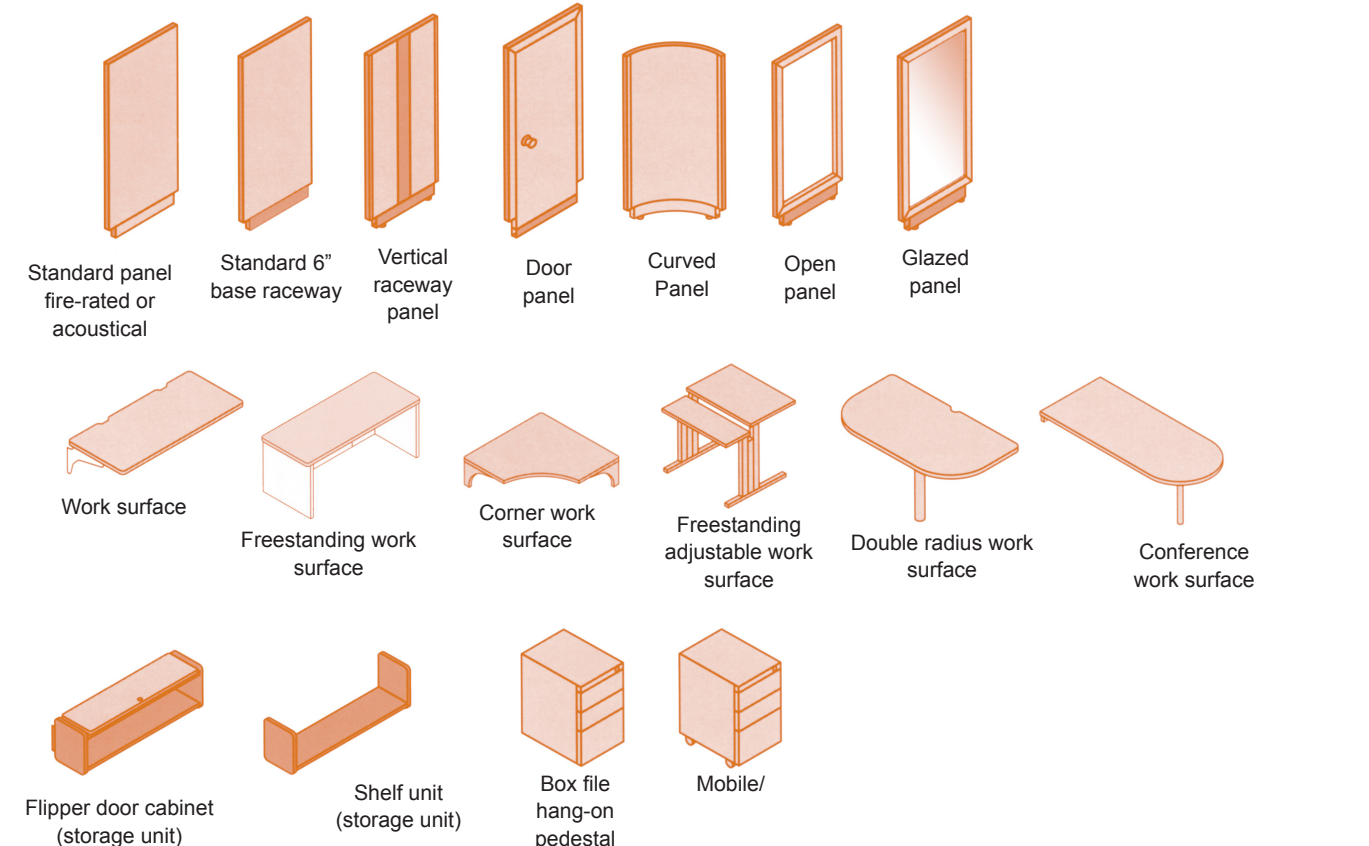 Standard panel
fire-rated or
acoustical
Standard 6”
base raceway
Vertical
raceway
panel
Door
panel
Curved
Panel
Open
panel
Glazed
panel
Work surface
Freestanding work
surface
Corner work
surface
Freestanding
adjustable work
surface
Double radius work
surface
Conference
work surface
Flipper door cabinet
(storage unit)
Shelf unit
(storage unit)
Box file
hang-on
pedestal
Mobile/